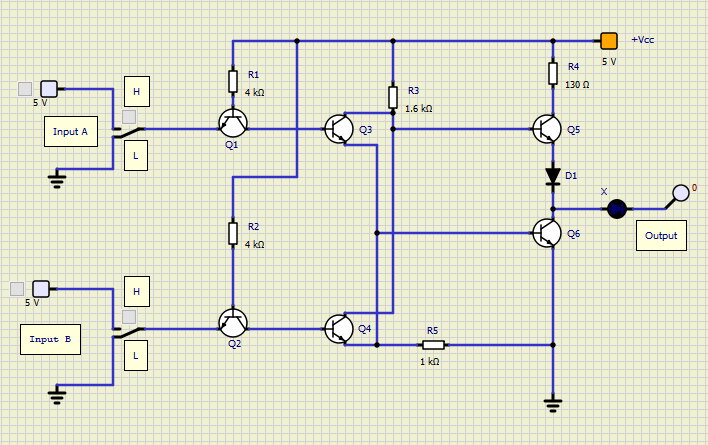 +Vcc
5 V
R4
130 Ω
R1
4 kΩ
R3
1.6 kΩ
H
5 V
Input A
L
Q1
Q3
Q5
D1
X
0
Output
R2
4 kΩ
Q6
H
5 V
Input B
L
Q2
Q4
R5
1 kΩ